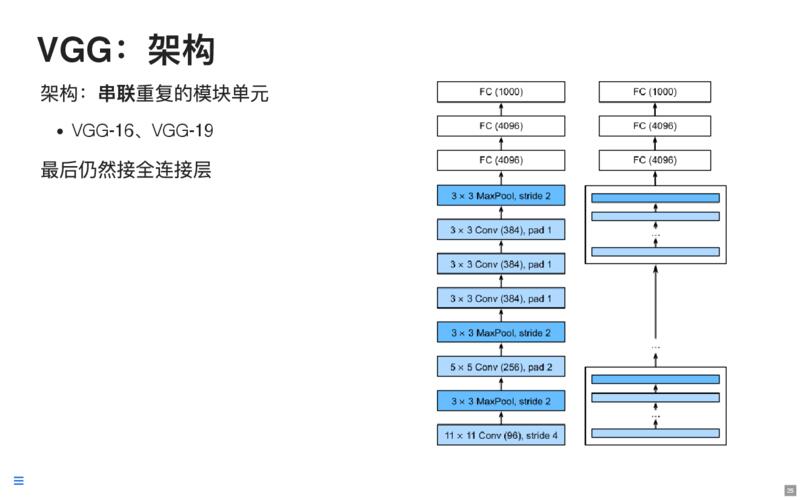 VGG：架构
架构：串联重复的模块单元
• VGG-16、VGG-19
最后仍然接全连接层
FC (1000)
FC (4096)
FC (4096)
3 × 3 MaxPool, stride 2
3 × 3 Conv (384), pad 1
3 × 3 Conv (384), pad 1
3 × 3 Conv (384), pad 1
3 × 3 MaxPool, stride 2
5 × 5 Conv (256), pad 2
3 × 3 MaxPool, stride 2
11 × 11 Conv (96), stride 4
FC (1000)
FC (4096)
FC (4096)
...
...
...
25